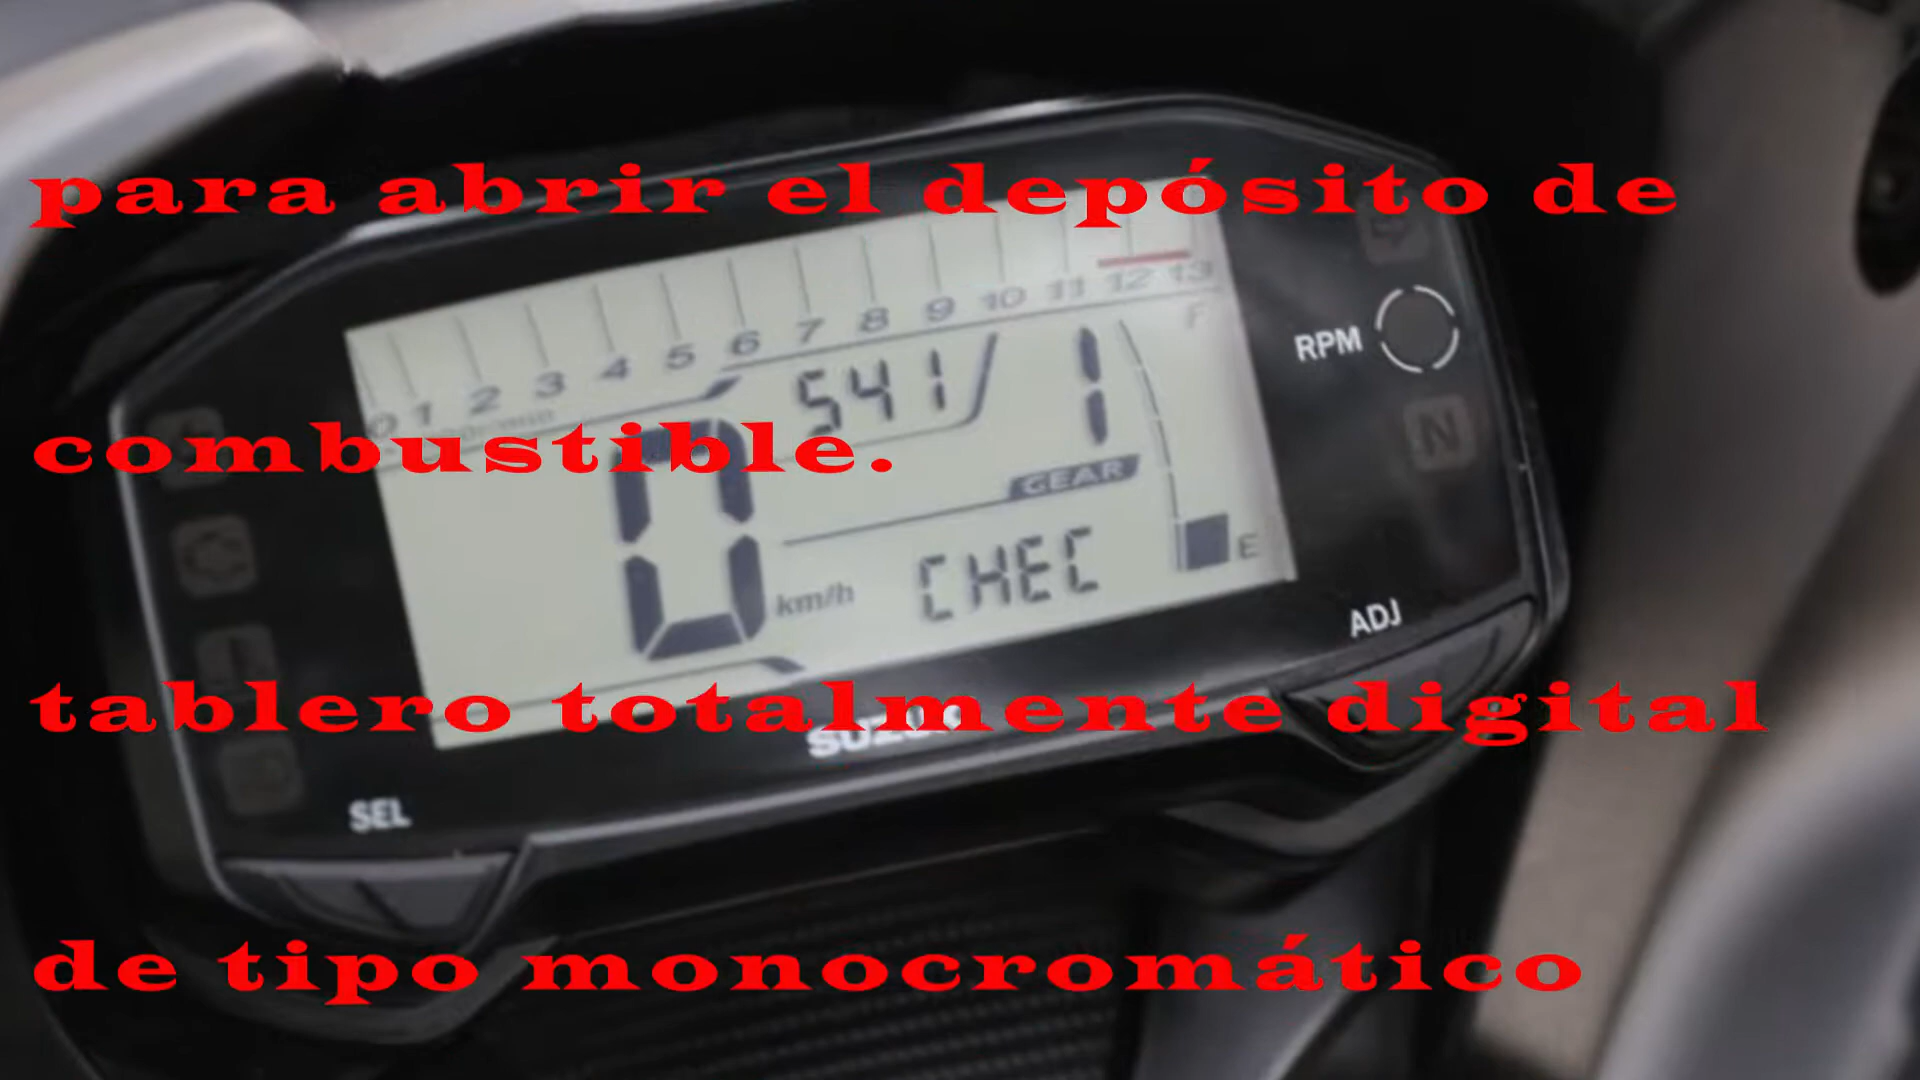 para abrir el depósito de
combustible.
tablero totalmente digital
de tipo monocromático
0 1 2 3 4 5 6 7 8 9 10 11 12 13
F
541
1
GEAR
0 km/h
CHEC
E
RPM
N
ADJ
SEL